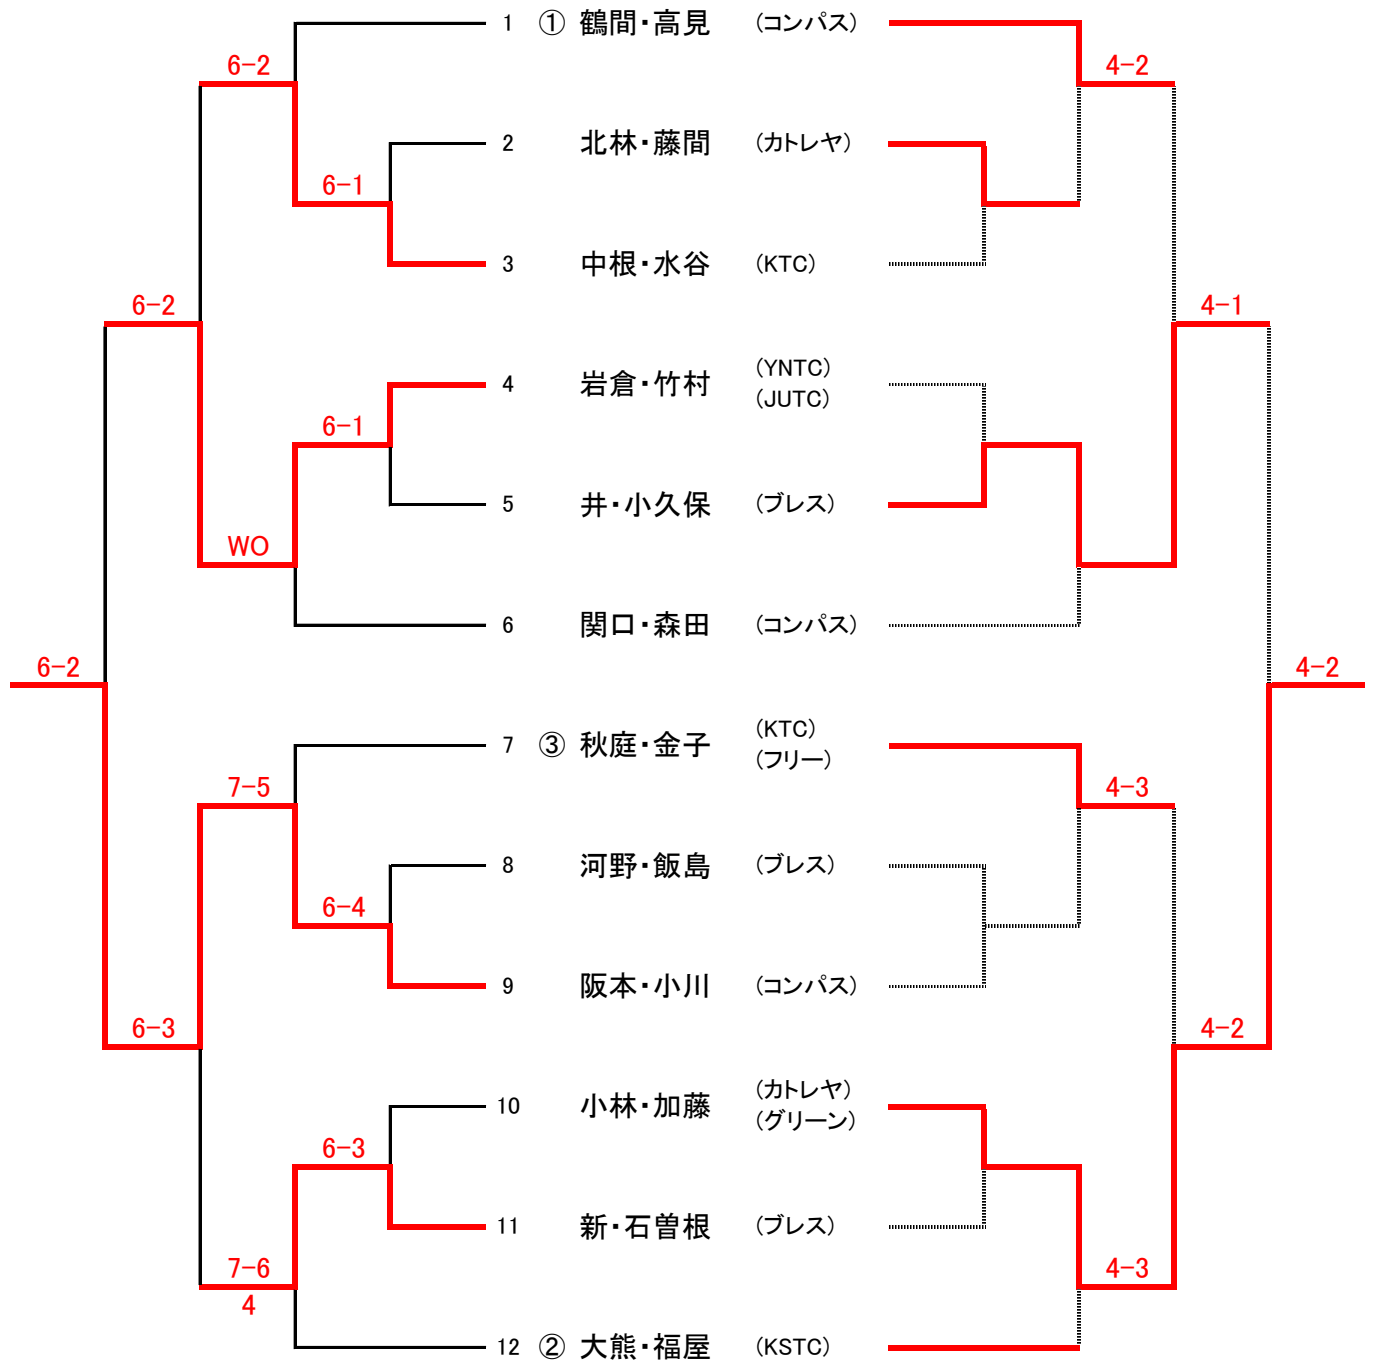 1 ① 鶴間・高見 (コンパス)
6-2 4-2
2 北林・藤間 (カトレヤ)
6-1
3 中根・水谷 (KTC)
6-2 4-1
4 岩倉・竹村 (YNTC)
(JUTC)
6-1
5 井・小久保 (ブレス)
WO
6 関口・森田 (コンパス)
6-2 4-2
7 ③ 秋庭・金子 (KTC)
(フリー)
7-5 4-3
8 河野・飯島 (ブレス)
6-4
9 阪本・小川 (コンパス)
6-3 4-2
10 小林・加藤 (カトレヤ)
(グリーン)
6-3
11 新・石曽根 (ブレス)
7-6 4-3
4
12 ② 大熊・福屋 (KSTC)